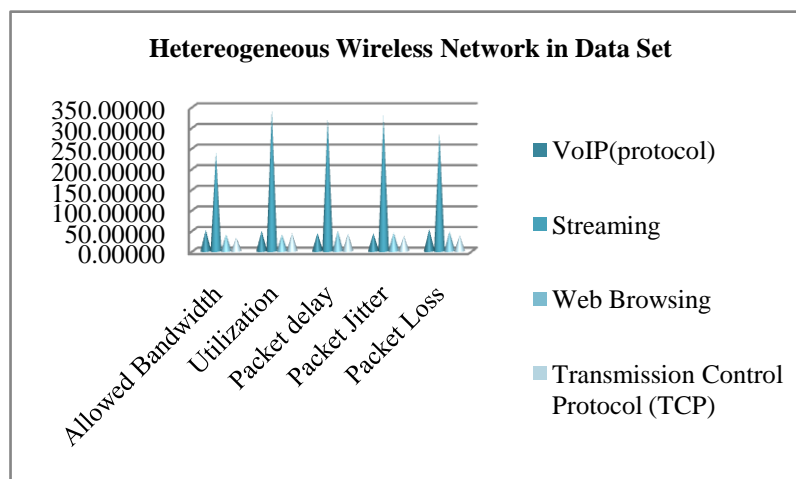 Hetereogeneous Wireless Network in Data Set
350.00000
300.00000
250.00000
200.00000
150.00000
100.00000
50.00000
0.00000
Allowed Bandwidth
Utilization
Packet delay
Packet Jitter
Packet Loss
VoIP(protocol)
Streaming
Web Browsing
Transmission Control
Protocol (TCP)